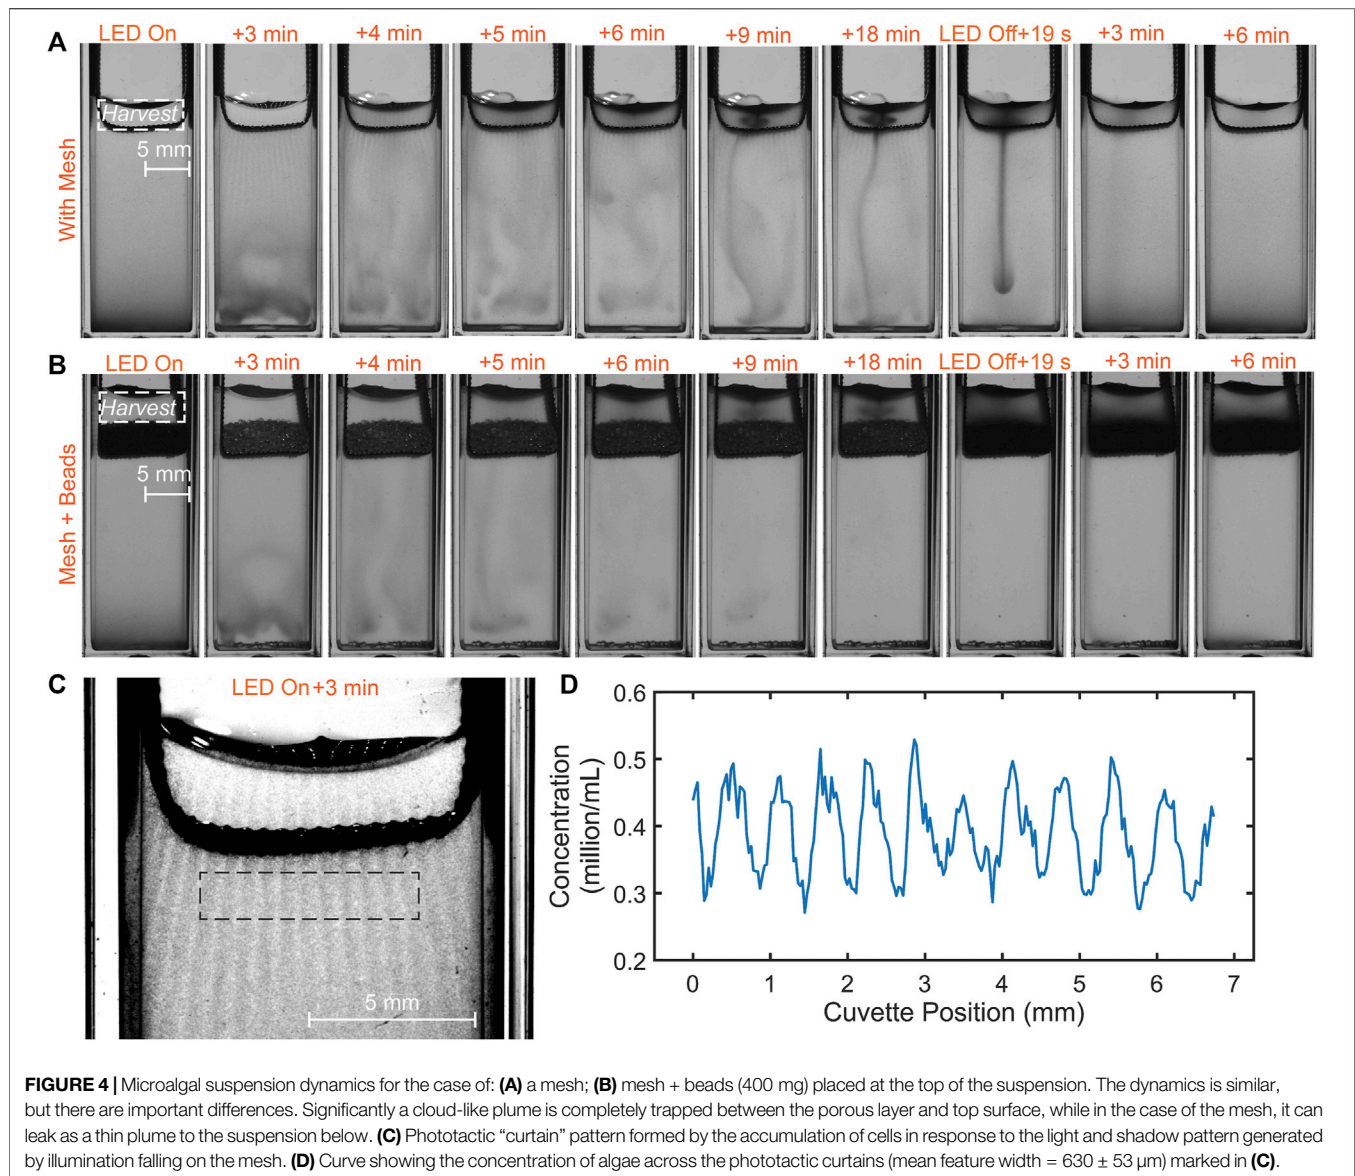 A
LED On +3 min +4 min +5 min +6 min +9 min +18 min LED Off+19 s +3 min +6 min
Harvest
5 mm
With Mesh
B
LED On +3 min +4 min +5 min +6 min +9 min +18 min LED Off+19 s +3 min +6 min
Harvest
5 mm
Mesh + Beads
C
LED On+3 min
5 mm
D
Concentration
(million/mL)
0.6
0.5
0.4
0.3
0.2
0 1 2 3 4 5 6 7
Cuvette Position (mm)
FIGURE 4 | Microalgal suspension dynamics for the case of: (A) a mesh; (B) mesh + beads (400 mg) placed at the top of the suspension. The dynamics is similar,
but there are important differences. Significantly a cloud-like plume is completely trapped between the porous layer and top surface, while in the case of the mesh, it can
leak as a thin plume to the suspension below. (C) Phototactic “curtain” pattern formed by the accumulation of cells in response to the light and shadow pattern generated
by illumination falling on the mesh. (D) Curve showing the concentration of algae across the phototactic curtains (mean feature width = 630 ± 53 μm) marked in (C).